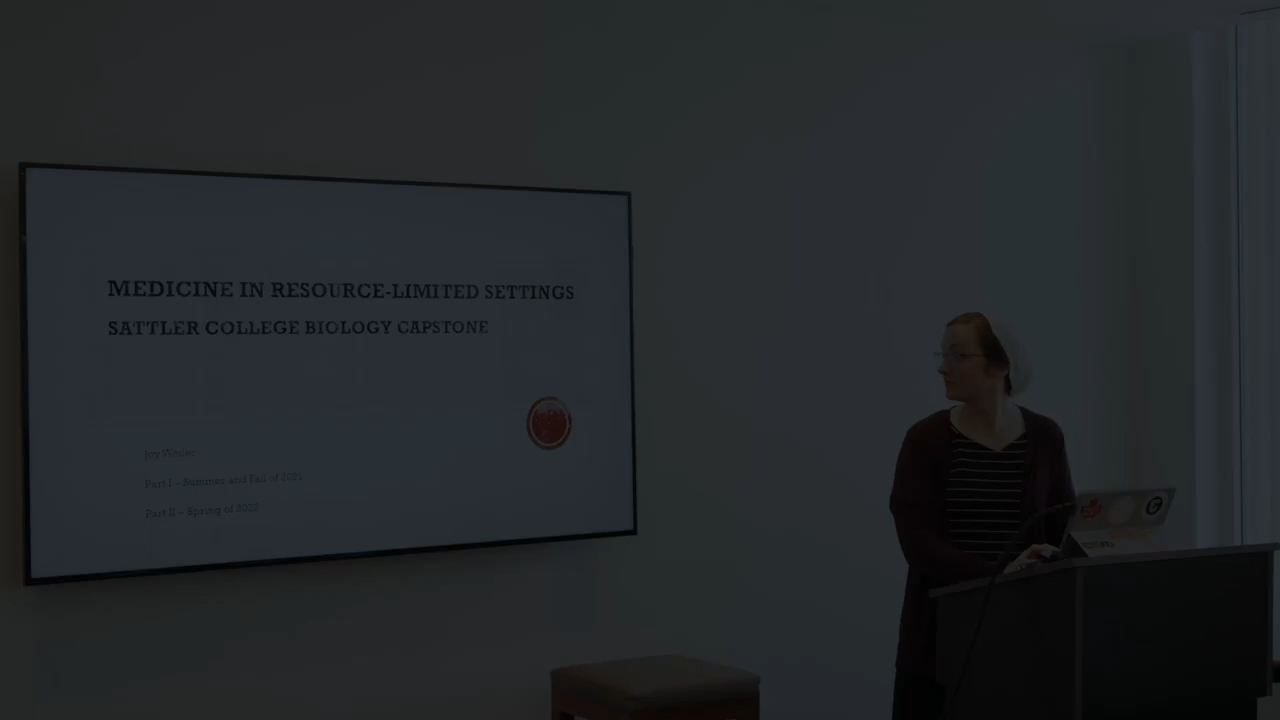 MEDICINE IN RESOURCE-LIMITED SETTINGS
SATTLER COLLEGE BIOLOGY CAPSTONE
Joy
Part I – Summer and Fall of 2021
Part II – Spring of 2022